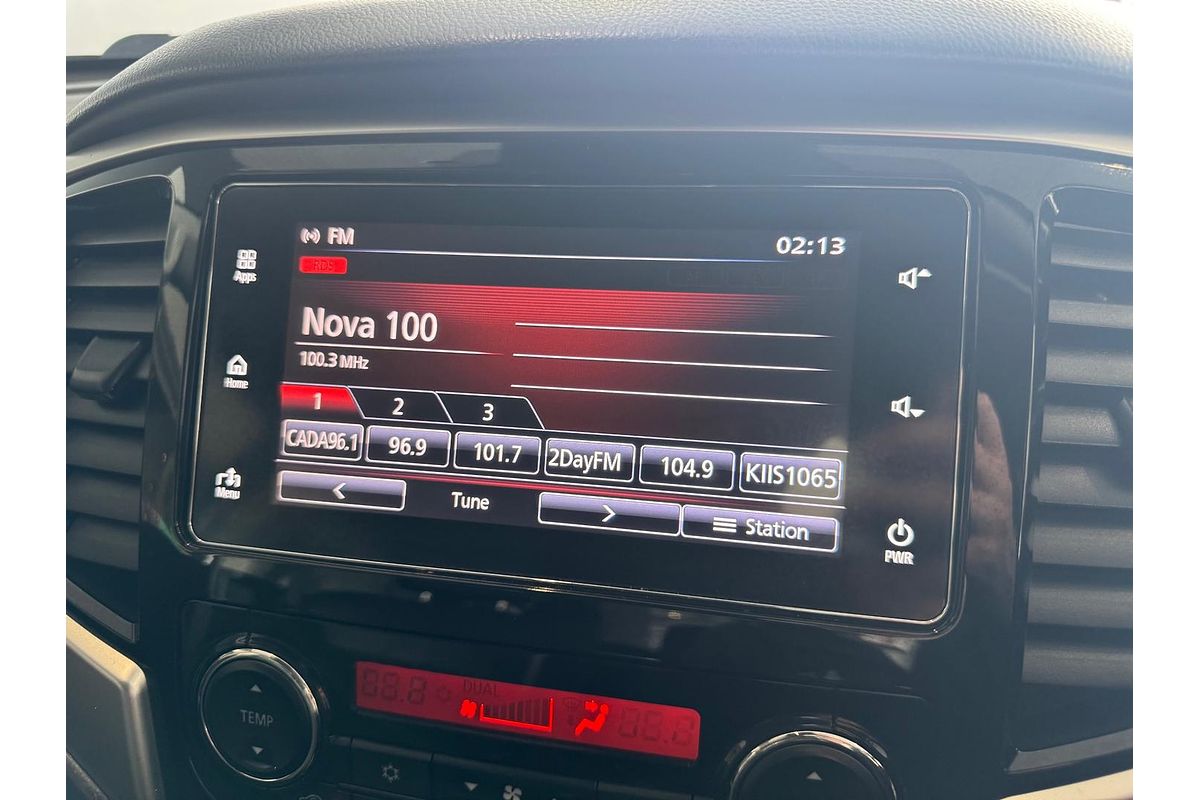 FM
02:13
Apps
RDS
Nova 100
100.3 MHz
Home
1 2 3
CADA96.1 96.9 101.7 2DayFM 104.9 KIIS1065
Menu
< Tune > Station
PWR
TEMP
DUAL